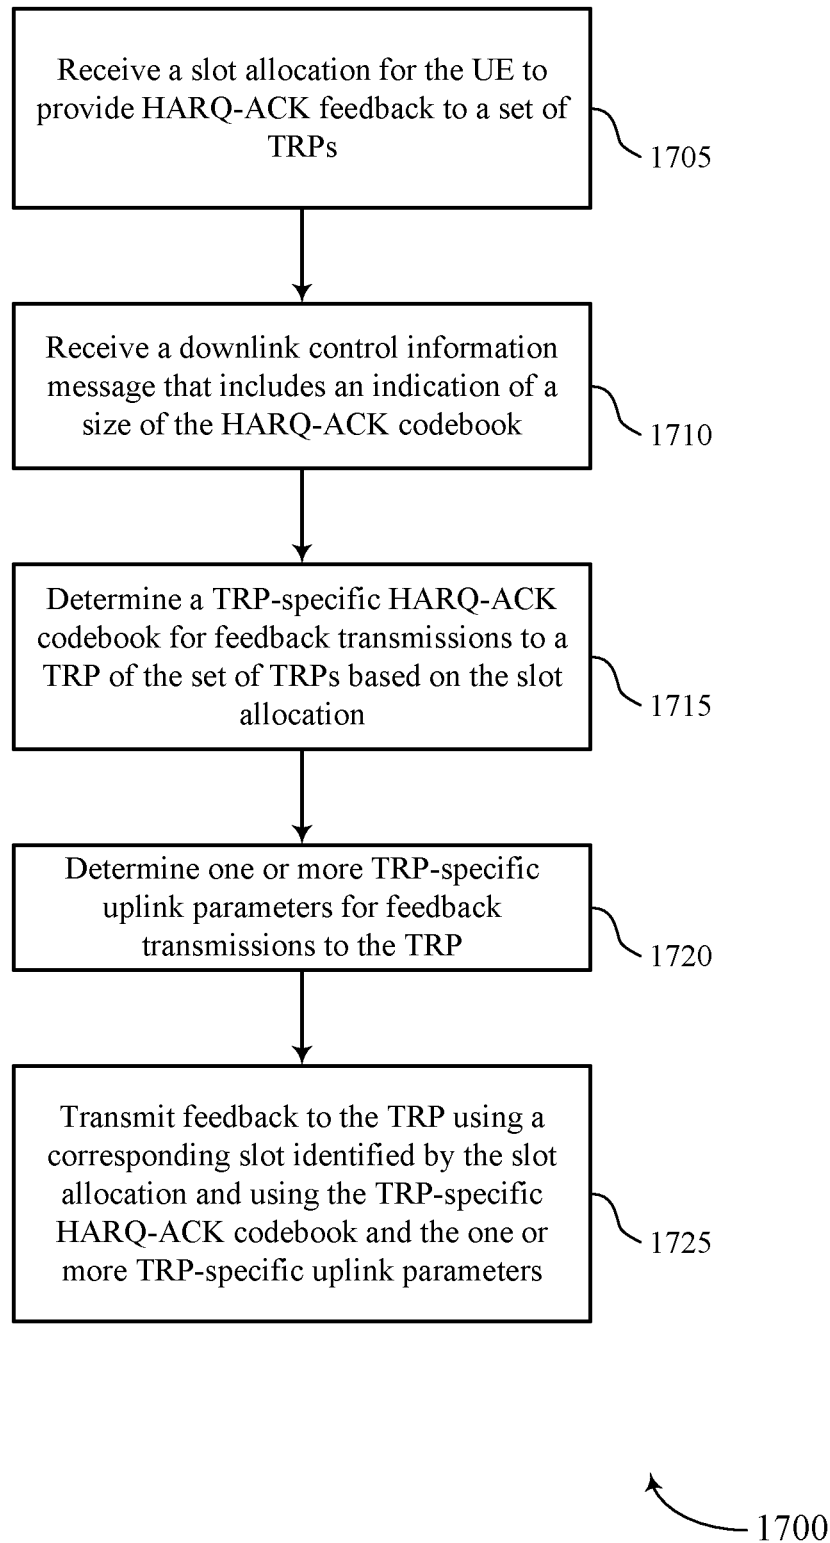 Receive a slot allocation for the UE to
provide HARQ-ACK feedback to a set of
TRPs
1705
Receive a downlink control information
message that includes an indication of a
size of the HARQ-ACK codebook
1710
Determine a TRP-specific HARQ-ACK
codebook for feedback transmissions to a
TRP of the set of TRPs based on the slot
allocation
1715
Determine one or more TRP-specific
uplink parameters for feedback
transmissions to the TRP
1720
Transmit feedback to the TRP using a
corresponding slot identified by the slot
allocation and using the TRP-specific
HARQ-ACK codebook and the one or
more TRP-specific uplink parameters
1725
1700